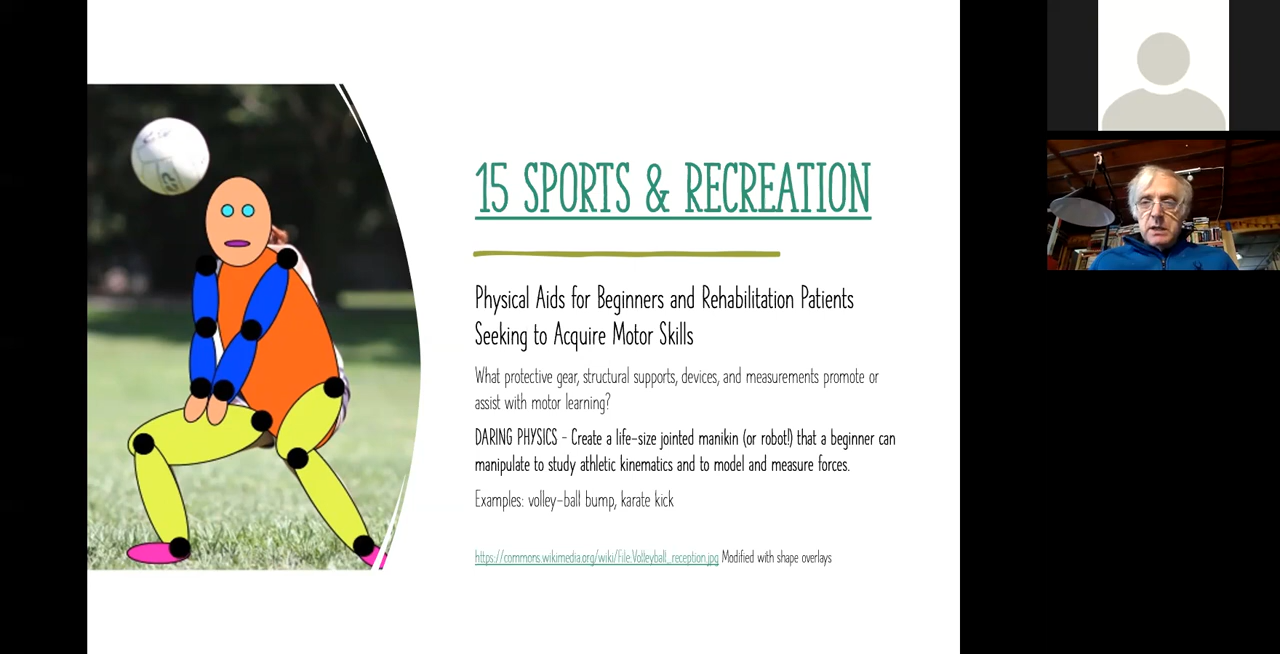 15 SPORTS & RECREATION
Physical Aids for Beginners and Rehabilitation Patients
Seeking to Acquire Motor Skills
What protective gear, structural supports, devices, and measurements promote or
assist with motor learning?
DARING PHYSICS - Create a life-size jointed manikin (or robot!) that a beginner can
manipulate to study athletic kinematics and to model and measure forces.
Examples: volley-ball bump, karate kick
https://commons.wikimedia.org/wiki/File:Volleyball_reception.jpg Modified with shape overlays